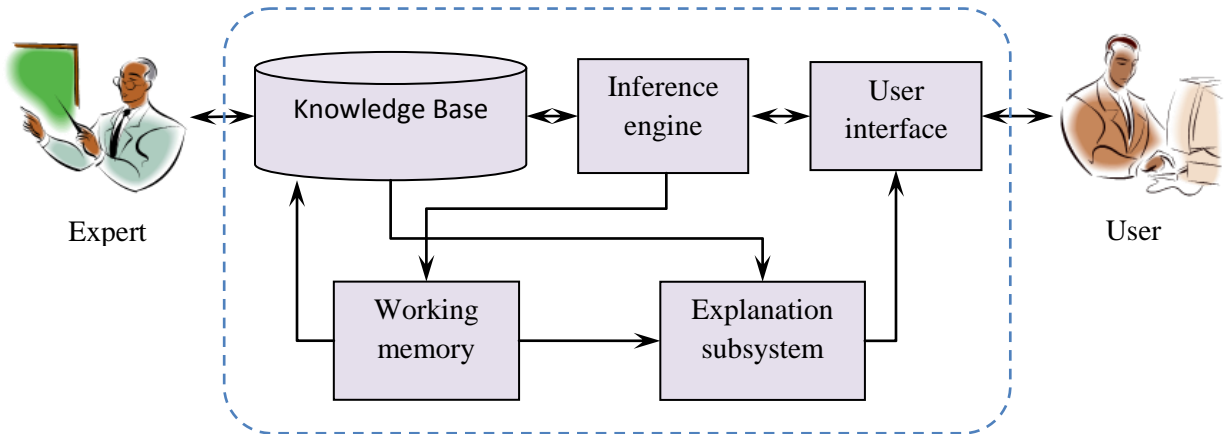 Knowledge Base
Inference
engine
User
interface
Expert
User
Working
memory
Explanation
subsystem